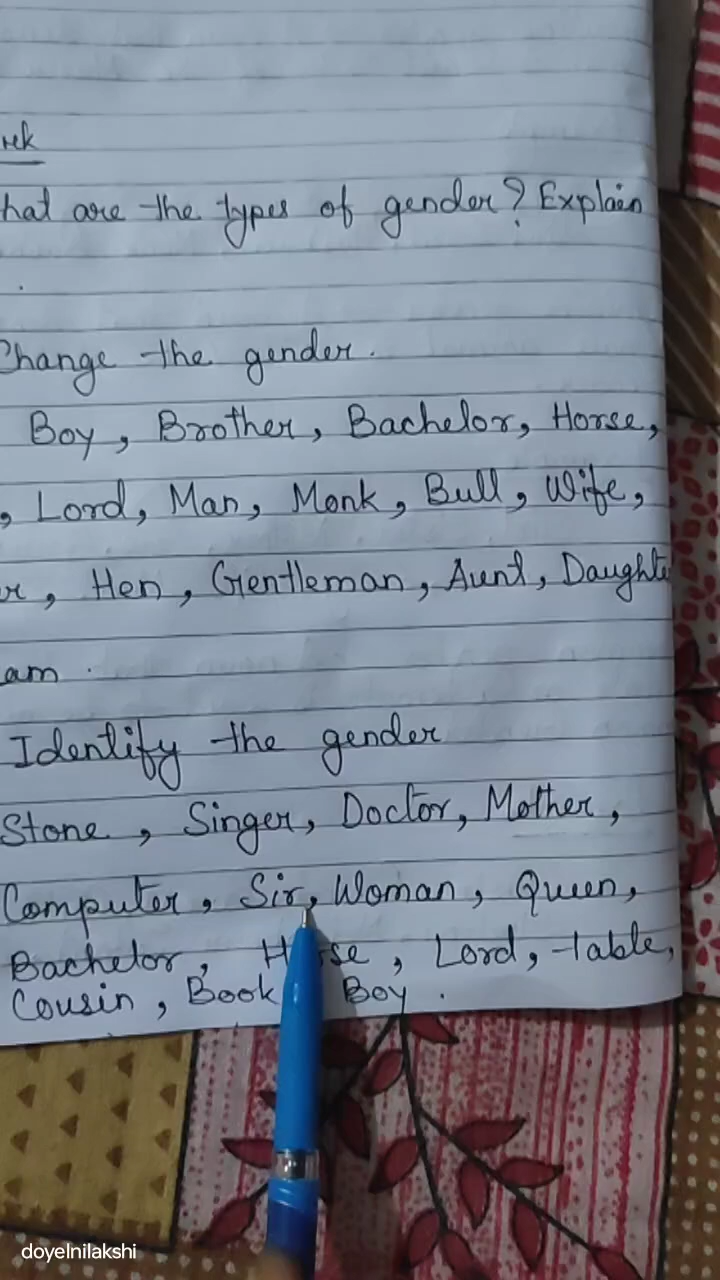 hat are the types of gender? Explain
Change the gender.
Boy, Brother, Bachelor, Horse,
, Lord, Man, Monk, Bull, Wife,
r, Hen, Gentleman, Aunt, Daughte
am.
Identify the gender
Stone, Singer, Doctor, Mother,
Computer, Sir, Woman, Queen,
Bachelor, H se, Lord, table,
Cousin, Book Boy.
doyelnilakshi